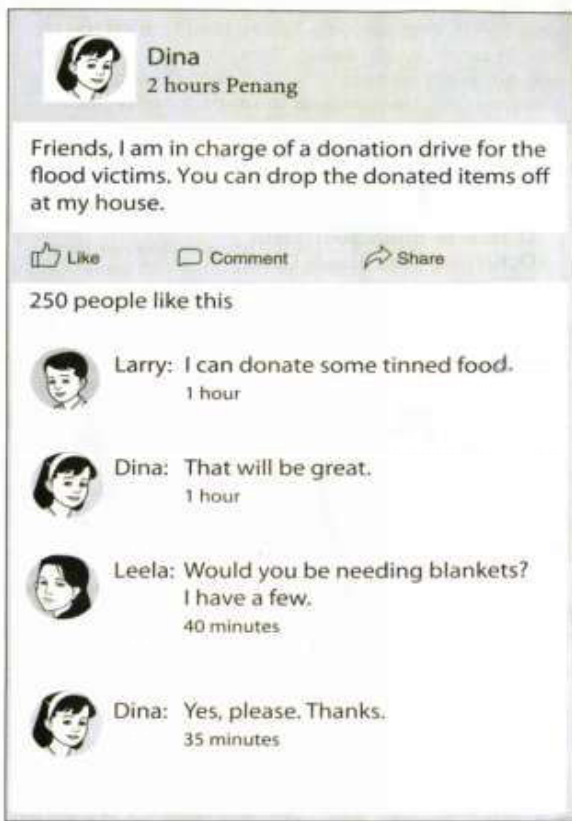 Dina
2 hours Penang
Friends, I am in charge of a donation drive for the
flood victims. You can drop the donated items off
at my house.
Like Comment Share
250 people like this
Larry: I can donate some tinned food.
1 hour
Dina: That will be great.
1 hour
Leela: Would you be needing blankets?
I have a few.
40 minutes
Dina: Yes, please. Thanks.
35 minutes